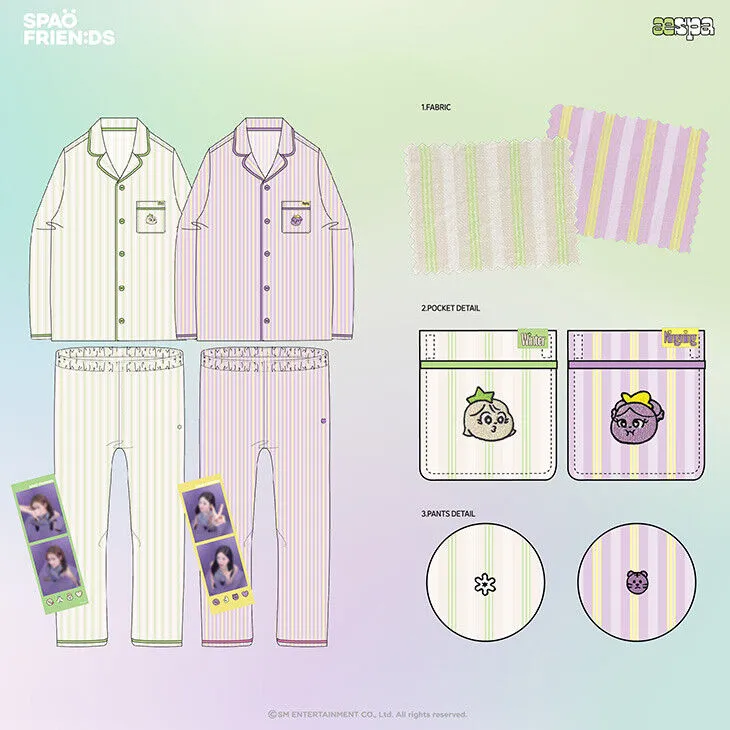 SPAÖ
FRIEN:DS
aespa
1.FABRIC
2.POCKET DETAIL
Winter
Ningning
3.PANTS DETAIL
©SM ENTERTAINMENT CO., Ltd. All rights reserved.